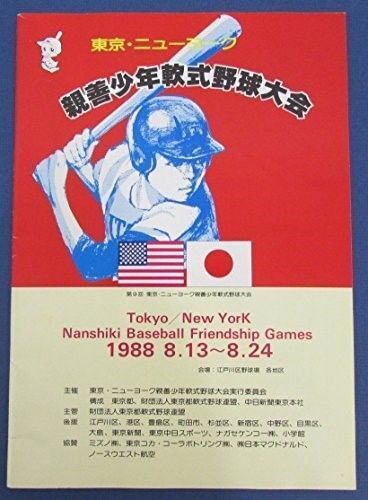 東京・ニューヨーク
親善少年軟式野球大会
第9回 東京・ニューヨーク親善少年軟式野球大会
Tokyo/New YorK
Nanshiki Baseball Friendship Games
1988 8.13〜8.24
会場:江戸川区野球場 各地区
主催 東京・ニューヨーク親善少年軟式野球大会実行委員会
構成 東京都、財団法人東京都軟式野球連盟、中日新聞東京本社
主管 財団法人東京都軟式野球連盟
後援 江戸川区、港区、豊島区、町田市、杉並区、新宿区、中野区、目黒区、
大島、東京新聞、東京中日スポーツ、ナガセケンコー㈱、小学館
協賛 ミズノ㈱、東京コカ・コーラボトリング㈱、㈱日本マクドナルド、
ノースウエスト航空